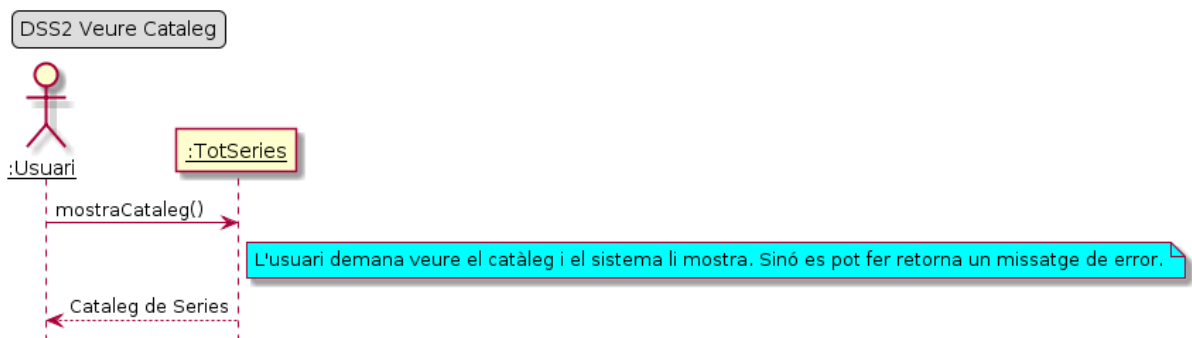 DSS2 Veure Cataleg
:Usuari
:TotSeries
mostraCataleg()
L'usuari demana veure el catàleg i el sistema li mostra. Sinó es pot fer retorna un missatge de error.
Cataleg de Series